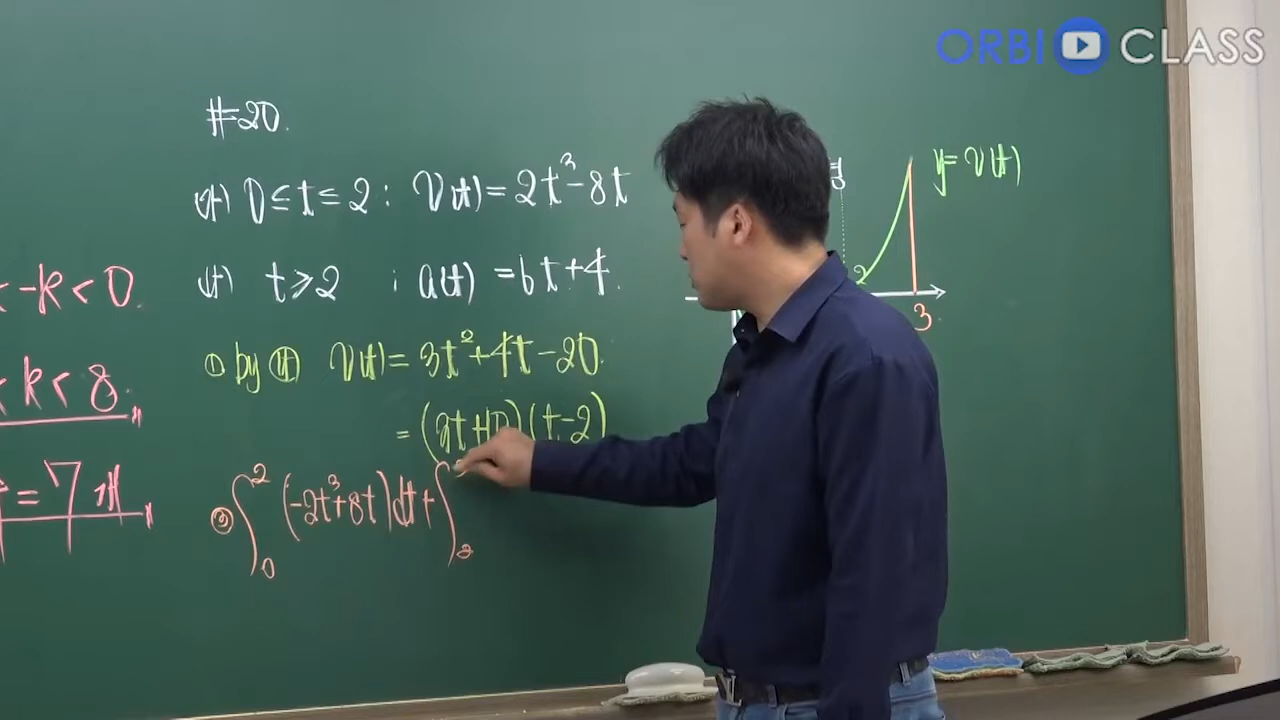 ORBI CLASS
#20.
(가) 0≤t≤2 : v(t)=2t³-8t
(나) t≥2 : a(t)=6t+4.
① by (나) v(t)=3t²+4t-20.
=(3t+10)(t-2)
② ∫₀² (-2t³+8t)dt+∫₂
-k<0.
<k<8.
=7
y=v(t)
2
3.